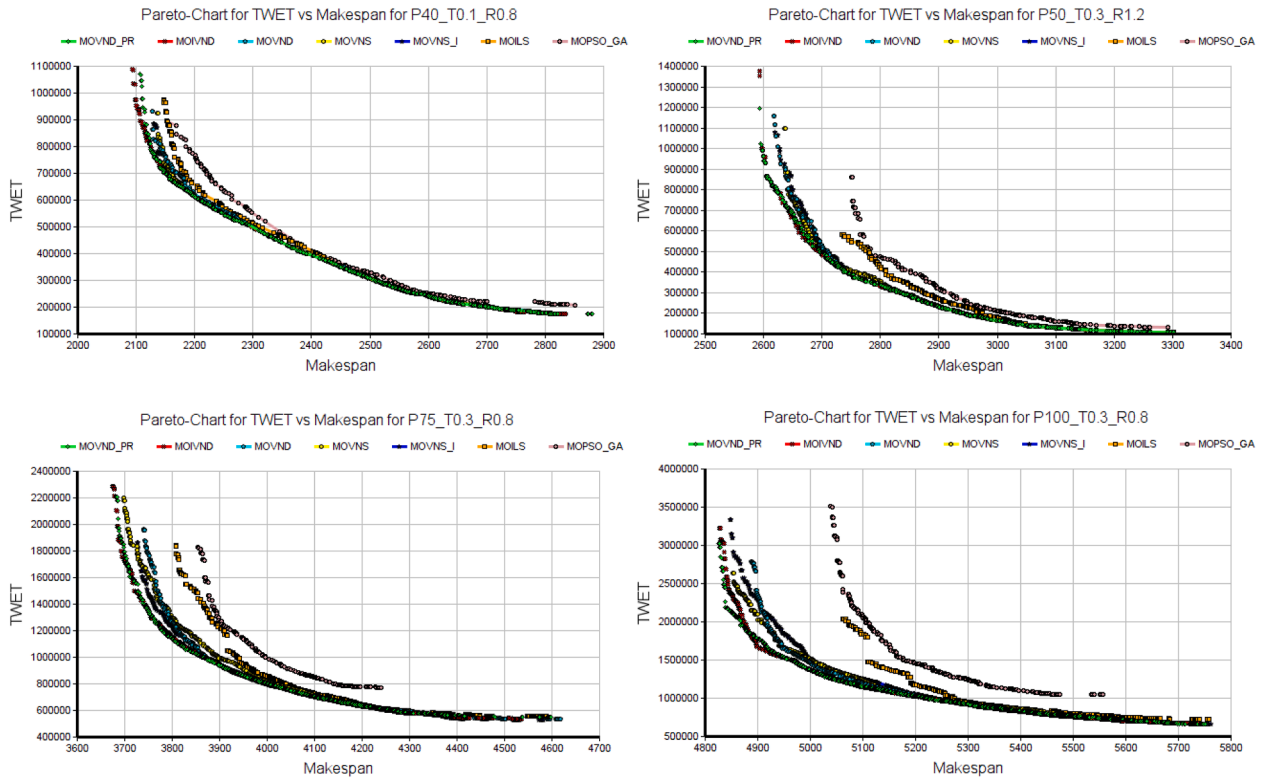 Pareto-Chart for TWET vs Makespan for P40_T0.1_R0.8
MOVND_PR MOIVND MOVND MOVNS MOVNS_I MOILS MOPSO_GA
1100000
1000000
900000
800000
700000
600000
500000
400000
300000
200000
100000
TWET
2000 2100 2200 2300 2400 2500 2600 2700 2800 2900
Makespan
Pareto-Chart for TWET vs Makespan for P50_T0.3_R1.2
MOVND_PR MOIVND MOVND MOVNS MOVNS_I MOILS MOPSO_GA
1400000
1300000
1200000
1100000
1000000
900000
800000
700000
600000
500000
400000
300000
200000
100000
TWET
2500 2600 2700 2800 2900 3000 3100 3200 3300 3400
Makespan
Pareto-Chart for TWET vs Makespan for P75_T0.3_R0.8
MOVND_PR MOIVND MOVND MOVNS MOVNS_I MOILS MOPSO_GA
2400000
2200000
2000000
1800000
1600000
1400000
1200000
1000000
800000
600000
400000
TWET
3600 3700 3800 3900 4000 4100 4200 4300 4400 4500 4600 4700
Makespan
Pareto-Chart for TWET vs Makespan for P100_T0.3_R0.8
MOVND_PR MOIVND MOVND MOVNS MOVNS_I MOILS MOPSO_GA
4000000
3500000
3000000
2500000
2000000
1500000
1000000
500000
TWET
4800 4900 5000 5100 5200 5300 5400 5500 5600 5700 5800
Makespan